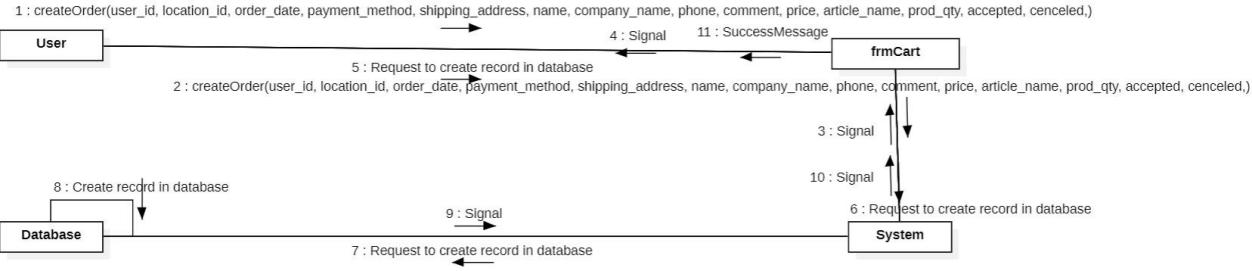 1 : createOrder(user_id, location_id, order_date, payment_method, shipping_address, name, company_name, phone, comment, price, article_name, prod_qty, accepted, cenceled,)
User
4 : Signal
11 : SuccessMessage
frmCart
5 : Request to create record in database
2 : createOrder(user_id, location_id, order_date, payment_method, shipping_address, name, company_name, phone, comment, price, article_name, prod_qty, accepted, cenceled,)
3 : Signal
10 : Signal
8 : Create record in database
9 : Signal
6 : Request to create record in database
Database
System
7 : Request to create record in database